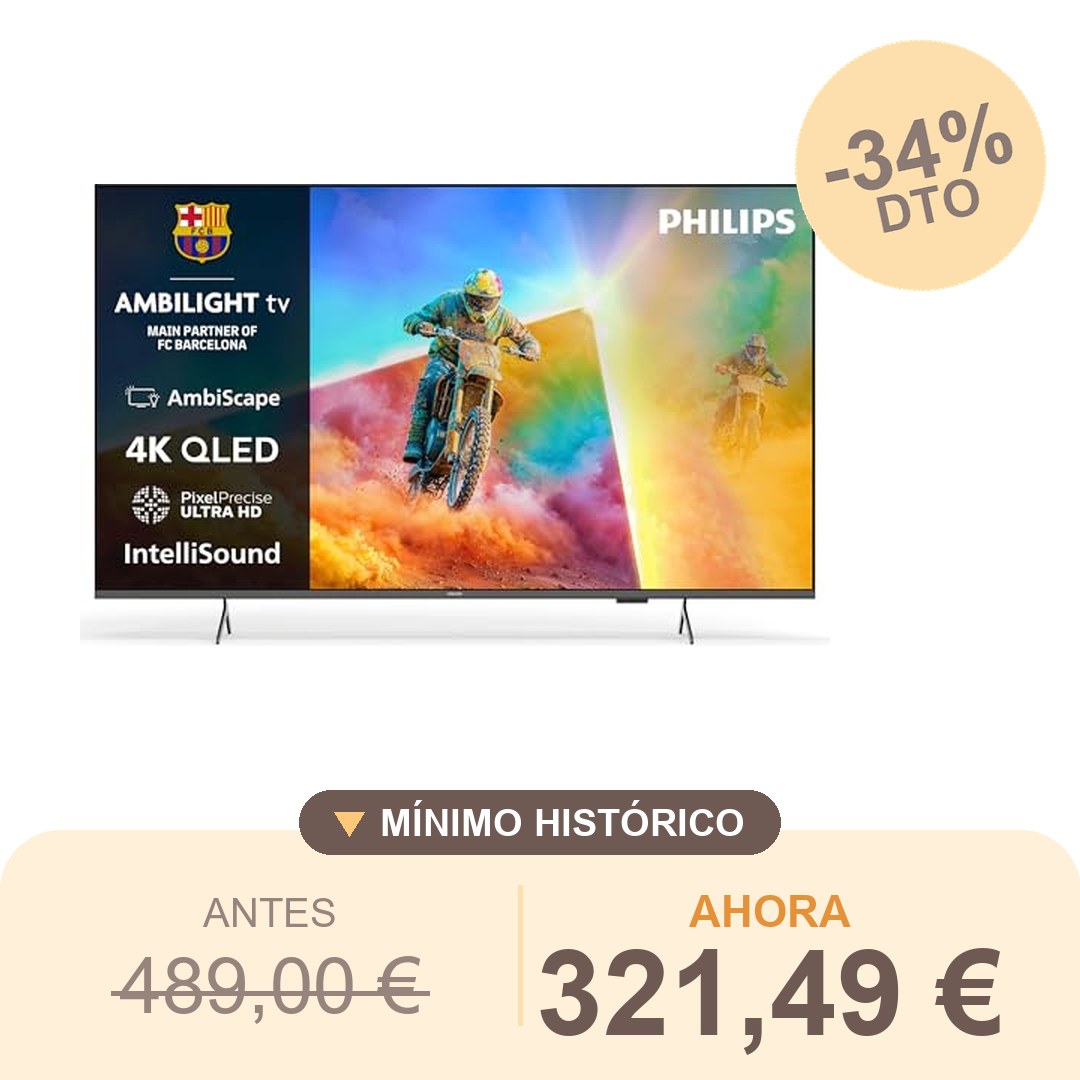 -34%
DTO
PHILIPS
FCB
AMBILIGHT tv
MAIN PARTNER OF
FC BARCELONA
AmbiScape
4K QLED
PixelPrecise
ULTRA HD
IntelliSound
MÍNIMO HISTÓRICO
ANTES
489,00 €
AHORA
321,49 €